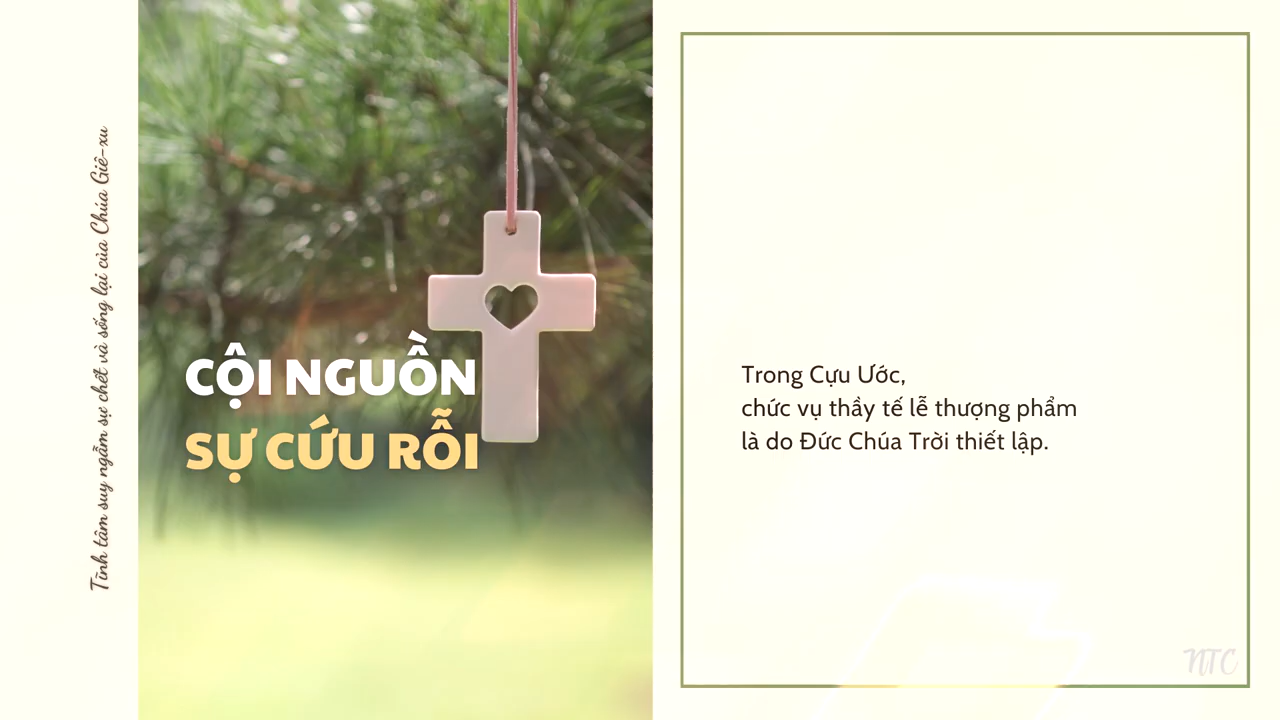 Tĩnh tâm suy ngẫm sự chết và sống lại của Chúa Giê-xu
CỘI NGUỒN
SỰ CỨU RỖI
Trong Cựu Ước,
chức vụ thầy tế lễ thượng phẩm
là do Đức Chúa Trời thiết lập.
NTC